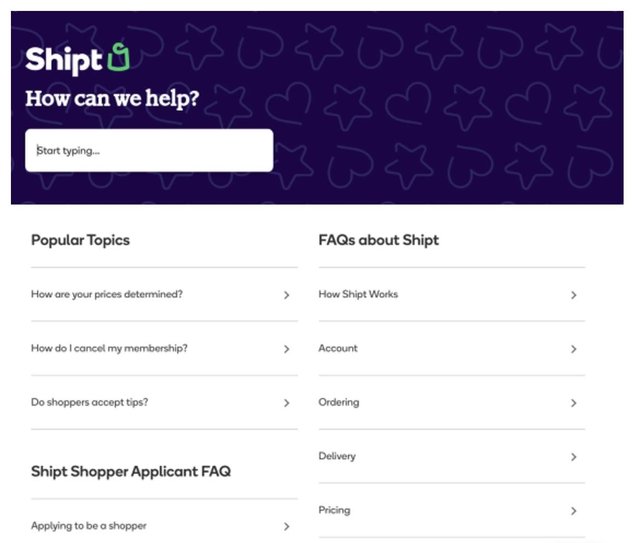 Shipt
How can we help?
Start typing...
Popular Topics
How are your prices determined?
How do I cancel my membership?
Do shoppers accept tips?
Shipt Shopper Applicant FAQ
Applying to be a shopper
FAQs about Shipt
How Shipt Works
Account
Ordering
Delivery
Pricing